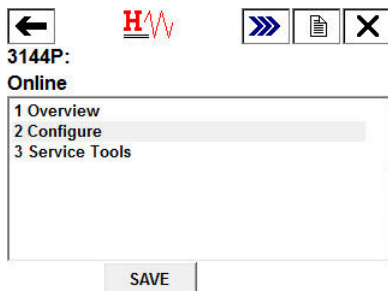 H
3144P:
Online
1 Overview
2 Configure
3 Service Tools
SAVE